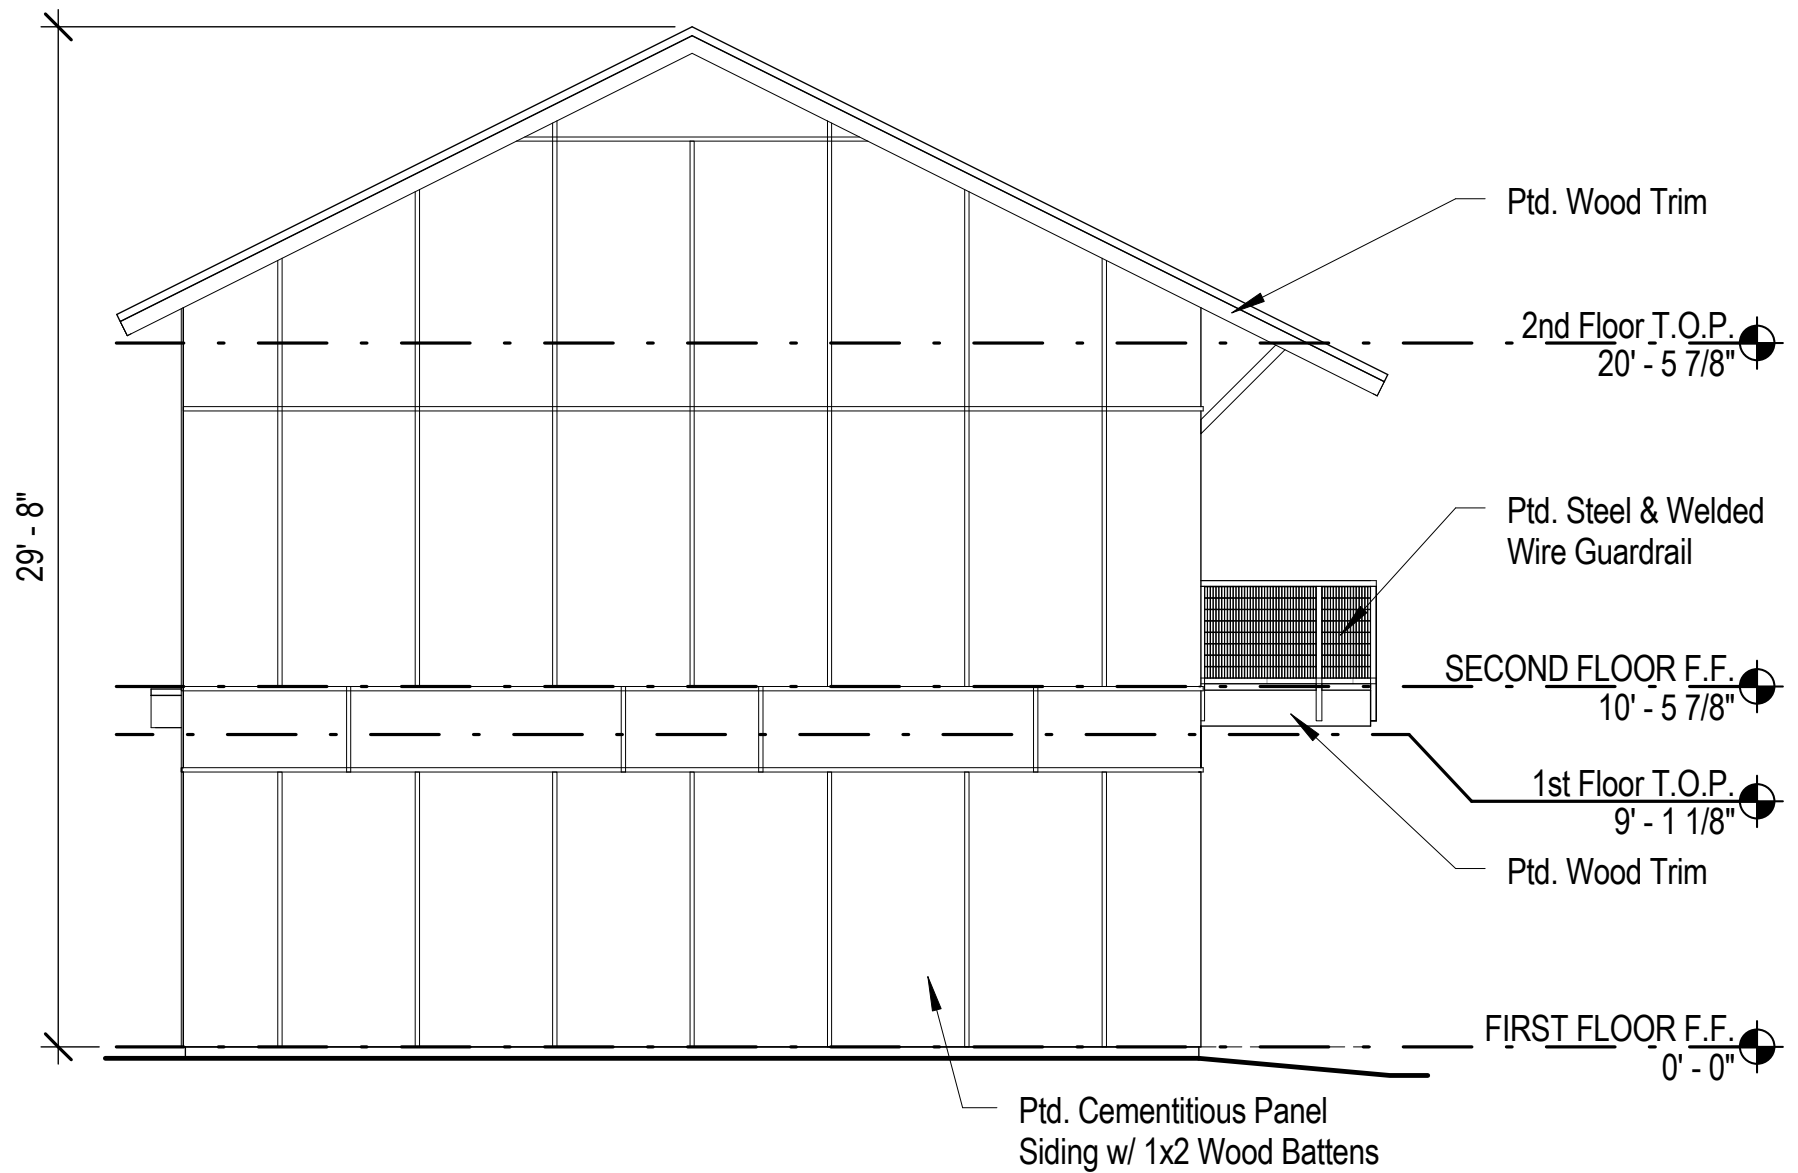 Ptd. Wood Trim
2nd Floor T.O.P.
20' - 5 7/8"
29' - 8"
Ptd. Steel & Welded
Wire Guardrail
SECOND FLOOR F.F.
10' - 5 7/8"
1st Floor T.O.P.
9' - 1 1/8"
Ptd. Wood Trim
FIRST FLOOR F.F.
0' - 0"
Ptd. Cementitious Panel
Siding w/ 1x2 Wood Battens